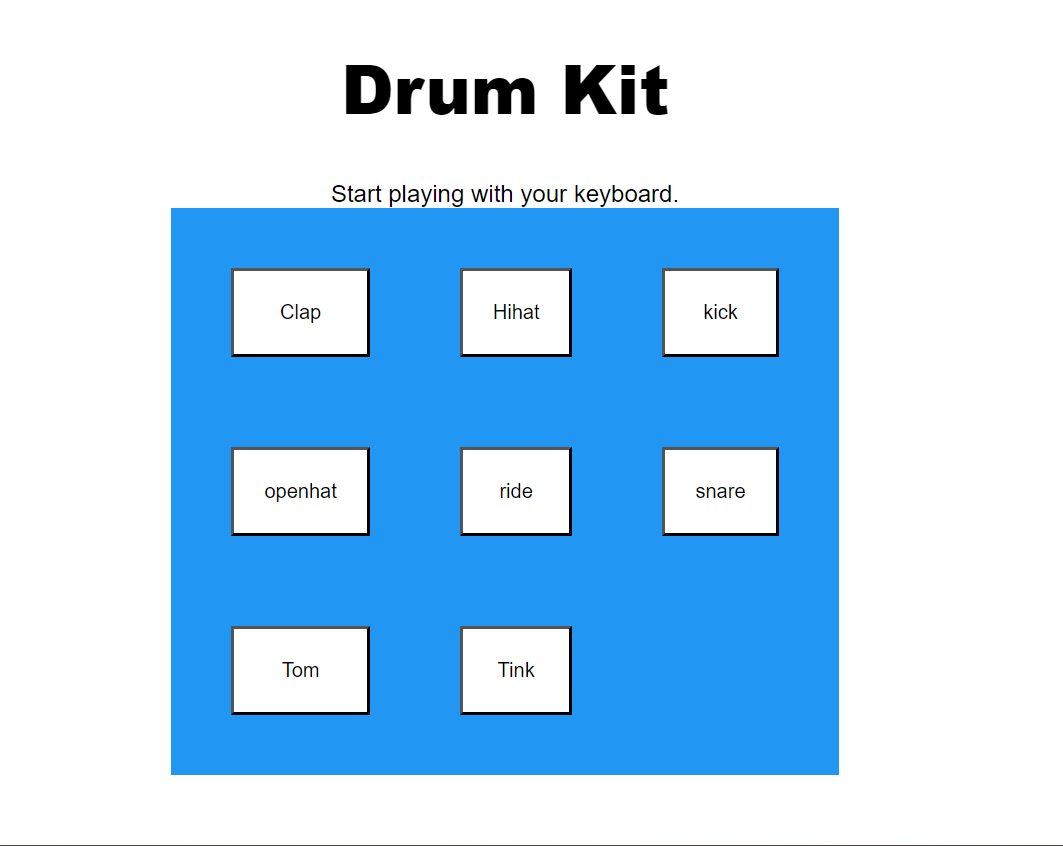 Drum Kit
Start playing with your keyboard.
Clap
Hihat
kick
openhat
ride
snare
Tom
Tink